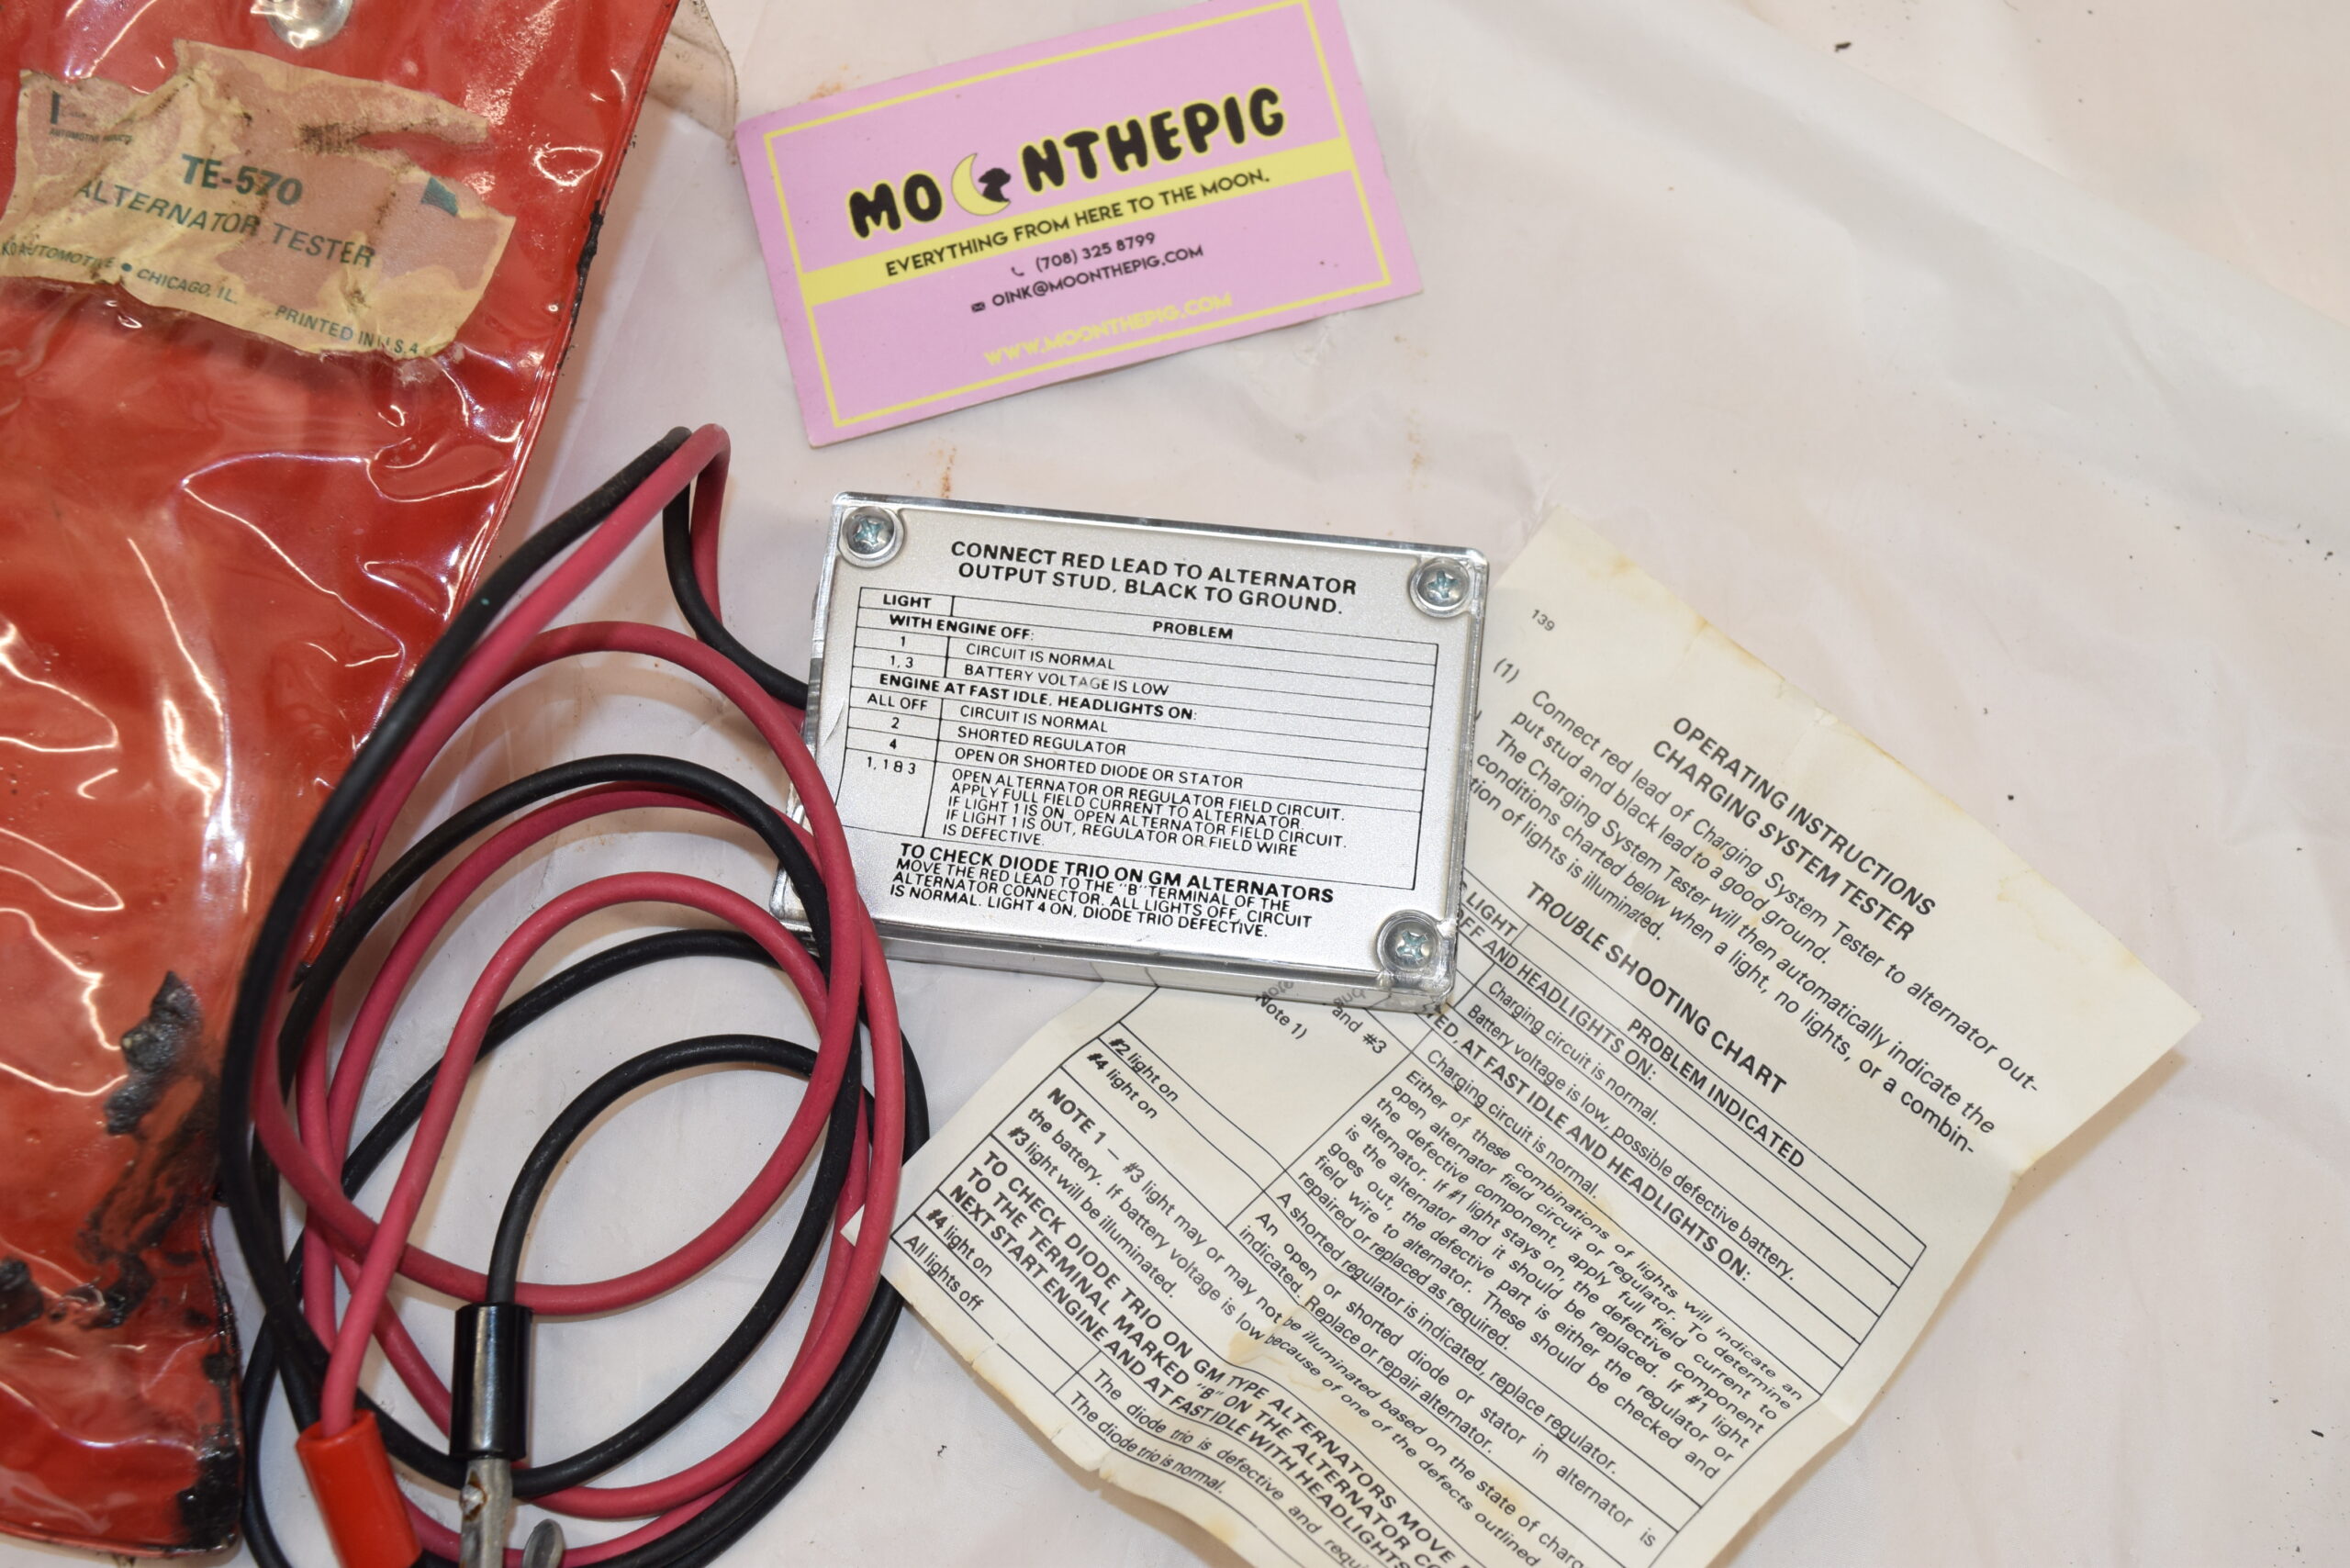 AUTOMOTIVE
TE-570
ALTERNATOR TESTER
AUTOMOTIVE • CHICAGO, IL.
PRINTED IN U.S.A.
MOONTHEPIG
EVERYTHING FROM HERE TO THE MOON.
(708) 325 8799
OINK@MOONTHEPIG.COM
WWW.MOONTHEPIG.COM
CONNECT RED LEAD TO ALTERNATOR
OUTPUT STUD, BLACK TO GROUND.
LIGHT PROBLEM
WITH ENGINE OFF:
1 CIRCUIT IS NORMAL
1, 3 BATTERY VOLTAGE IS LOW
ENGINE AT FAST IDLE, HEADLIGHTS ON:
ALL OFF CIRCUIT IS NORMAL
2 SHORTED REGULATOR
4 OPEN OR SHORTED DIODE OR STATOR
1, 1 & 3 OPEN ALTERNATOR OR REGULATOR FIELD CIRCUIT.
APPLY FULL FIELD CURRENT TO ALTERNATOR.
IF LIGHT 1 IS ON, OPEN ALTERNATOR FIELD CIRCUIT.
IF LIGHT 1 IS OUT, REGULATOR OR FIELD WIRE
IS DEFECTIVE.
TO CHECK DIODE TRIO ON GM ALTERNATORS
MOVE THE RED LEAD TO THE "B" TERMINAL OF THE
ALTERNATOR CONNECTOR. ALL LIGHTS OFF, CIRCUIT
IS NORMAL. LIGHT 4 ON, DIODE TRIO DEFECTIVE.
139
OPERATING INSTRUCTIONS
CHARGING SYSTEM TESTER
(1) Connect red lead of Charging System Tester to alternator out-
put stud and black lead to a good ground.
The Charging System Tester will then automatically indicate the
conditions charted below when a light, no lights, or a combin-
tion of lights is illuminated.
TROUBLE SHOOTING CHART
LIGHT PROBLEM INDICATED
OFF AND HEADLIGHTS ON:
Charging circuit is normal.
Battery voltage is low, possible defective battery.
TED, AT FAST IDLE AND HEADLIGHTS ON:
Charging circuit is normal.
and #3
Note 1)
Either of these combinations of lights will indicate an
open alternator field circuit or regulator. To determine
the defective component, apply full field current to
alternator. If #1 light stays on, the defective component
is the alternator and it should be replaced. If #1 light
goes out, the defective part is either the regulator or
field wire to alternator. These should be checked and
repaired or replaced as required.
#2 light on A shorted regulator is indicated, replace regulator.
#4 light on An open or shorted diode or stator in alternator is
indicated. Replace or repair alternator.
NOTE 1 — #3 light may or may not be illuminated based on the state of charg
the battery. If battery voltage is low because of one of the defects outlined
#3 light will be illuminated.
TO CHECK DIODE TRIO ON GM TYPE ALTERNATORS MOVE
TO THE TERMINAL MARKED "B" ON THE ALTERNATOR CO
NEXT START ENGINE AND AT FAST IDLE WITH HEADLIGHTS
#4 light on The diode trio is defective and requi
All lights off The diode trio is normal.